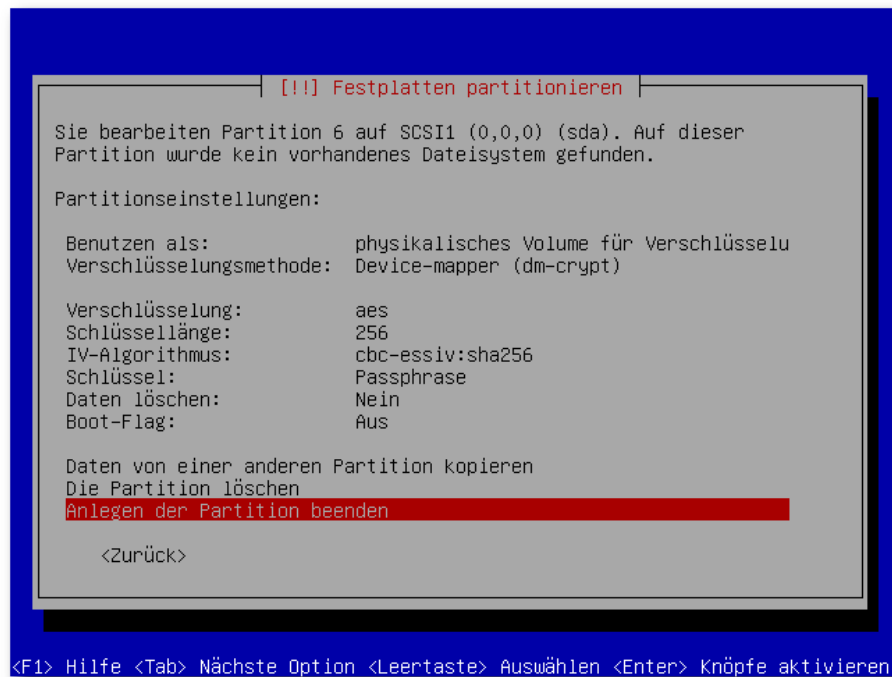 [!!] Festplatten partitionieren
Sie bearbeiten Partition 6 auf SCSI1 (0,0,0) (sda). Auf dieser
Partition wurde kein vorhandenes Dateisystem gefunden.
Partitionseinstellungen:
Benutzen als: physikalisches Volume für Verschlüsselu
Verschlüsselungsmethode: Device-mapper (dm-crypt)
Verschlüsselung: aes
Schlüssellänge: 256
IV-Algorithmus: cbc-essiv:sha256
Schlüssel: Passphrase
Daten löschen: Nein
Boot-Flag: Aus
Daten von einer anderen Partition kopieren
Die Partition löschen
Anlegen der Partition beenden
<Zurück>
<F1> Hilfe <Tab> Nächste Option <Leertaste> Auswählen <Enter> Knöpfe aktivieren